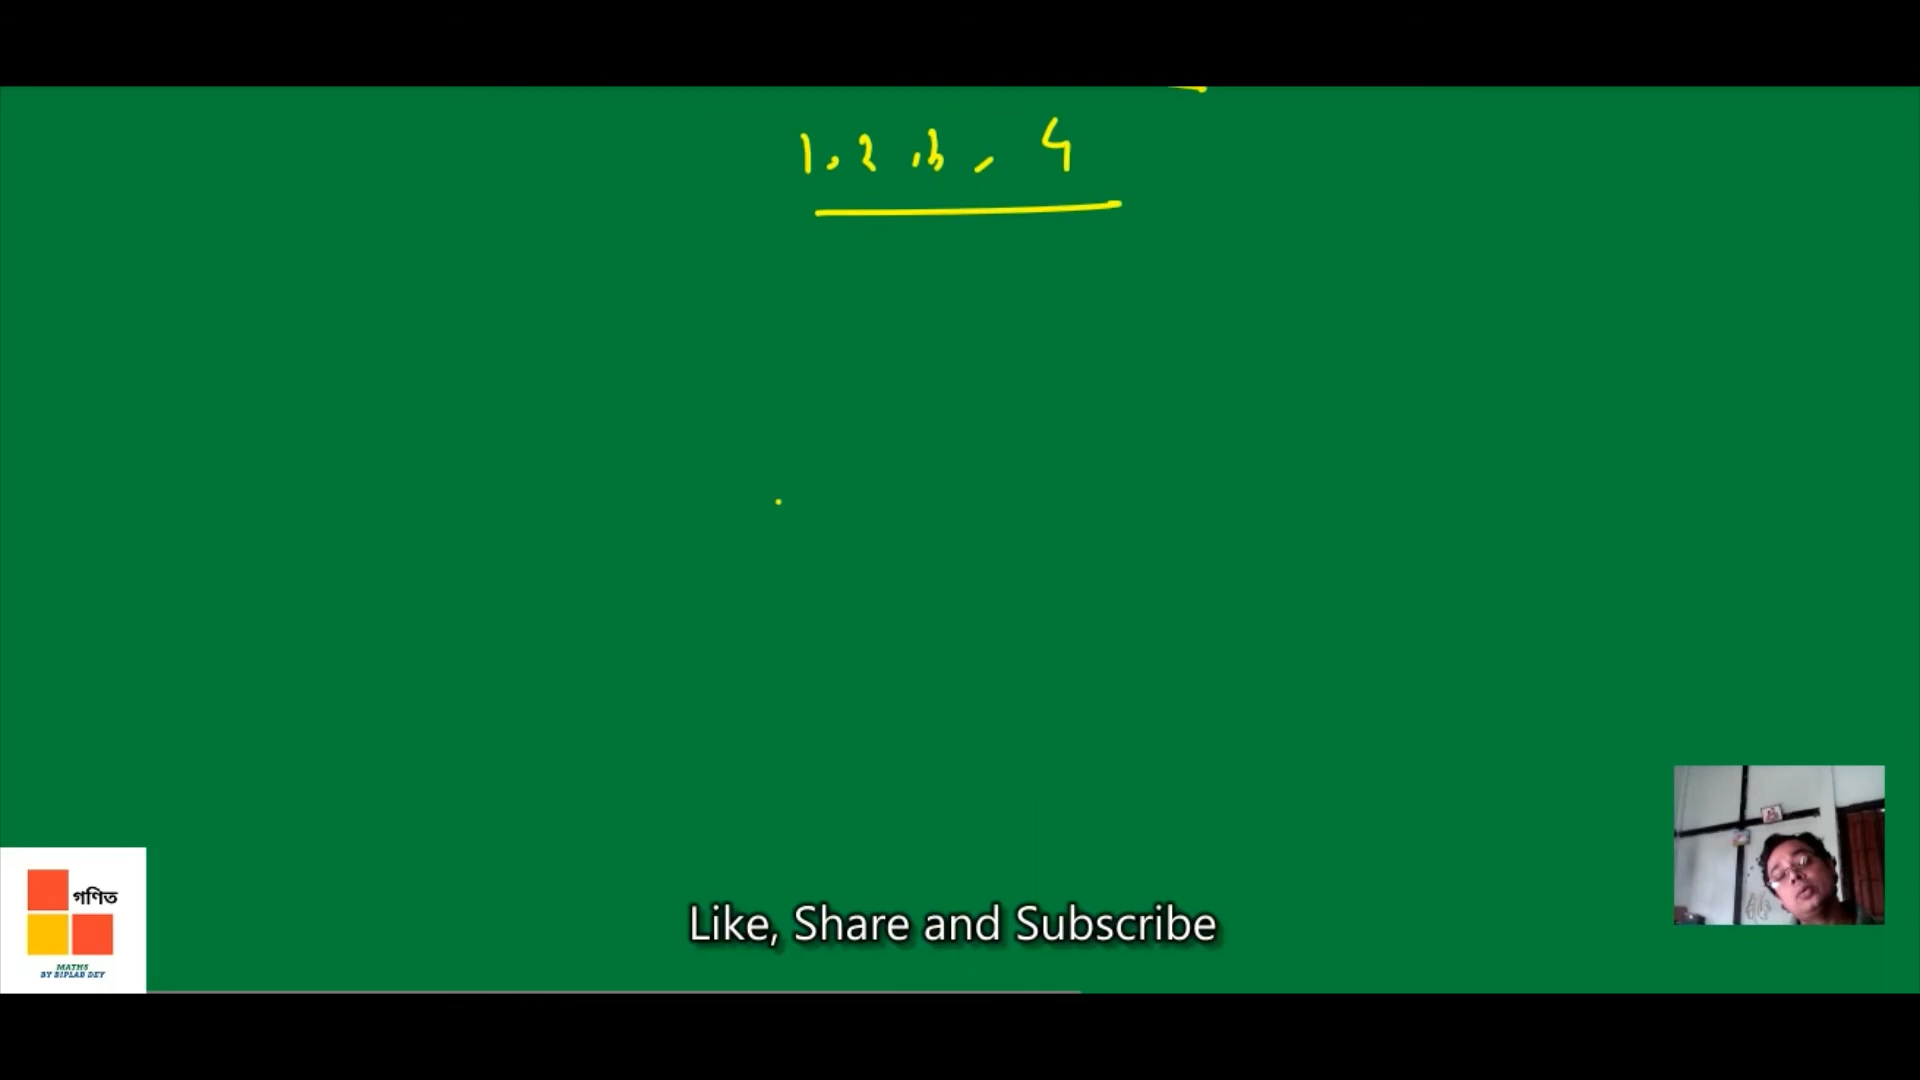 1, 2, 3, 4
গণিত
MATHS
BY BIPLAB DEY
Like, Share and Subscribe